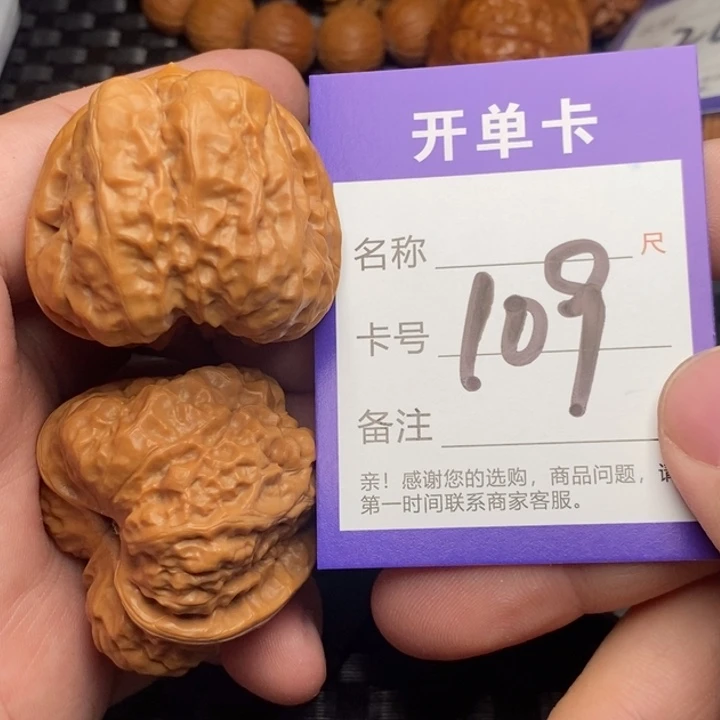 开单卡
名称 尺
卡号 109
备注
亲！感谢您的选购，商品问题，请
第一时间联系商家客服。